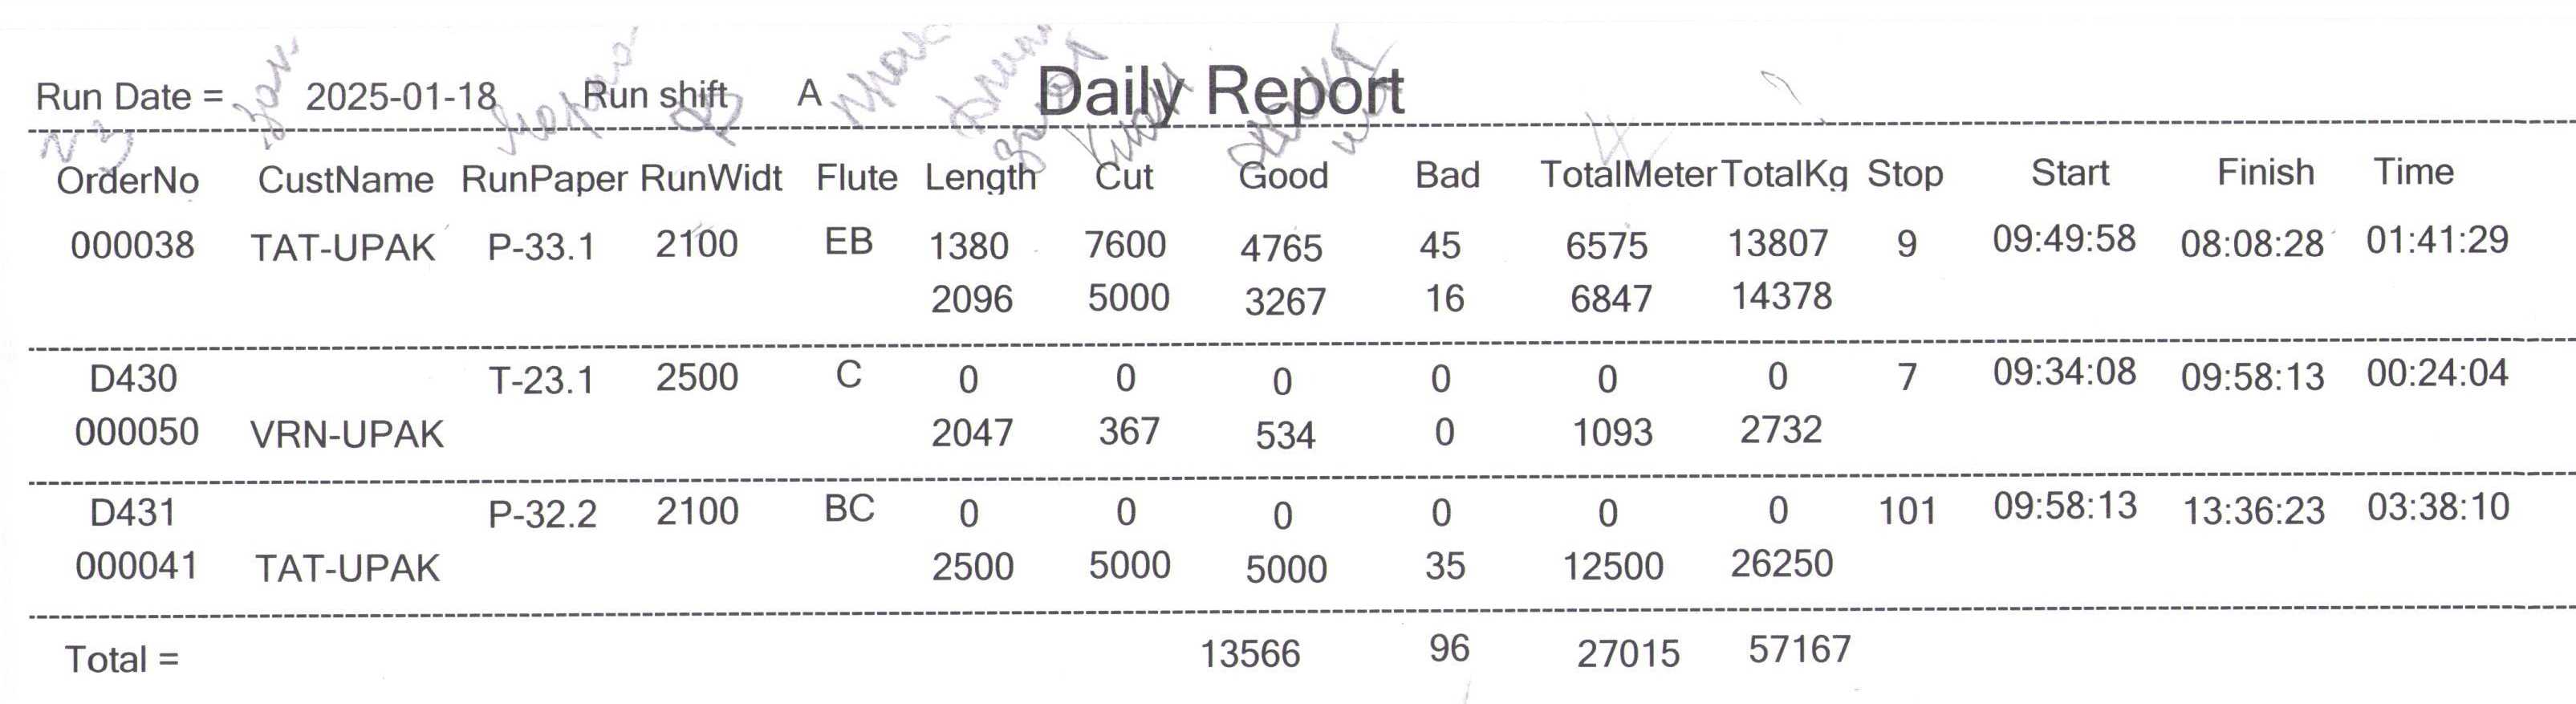 Daily Report
Run Date = 2025-01-18 Run shift A
N 3
OrderNo CustName RunPaper RunWidt Flute Length Cut Good Bad TotalMeter TotalKg Stop Start Finish Time
000038 TAT-UPAK P-33.1 2100 EB 1380 7600 4765 45 6575 13807 9 09:49:58 08:08:28 01:41:29
2096 5000 3267 16 6847 14378
D430 T-23.1 2500 C 0 0 0 0 0 0 7 09:34:08 09:58:13 00:24:04
000050 VRN-UPAK 2047 367 534 0 1093 2732
D431 P-32.2 2100 BC 0 0 0 0 0 0 101 09:58:13 13:36:23 03:38:10
000041 TAT-UPAK 2500 5000 5000 35 12500 26250
Total = 13566 96 27015 57167